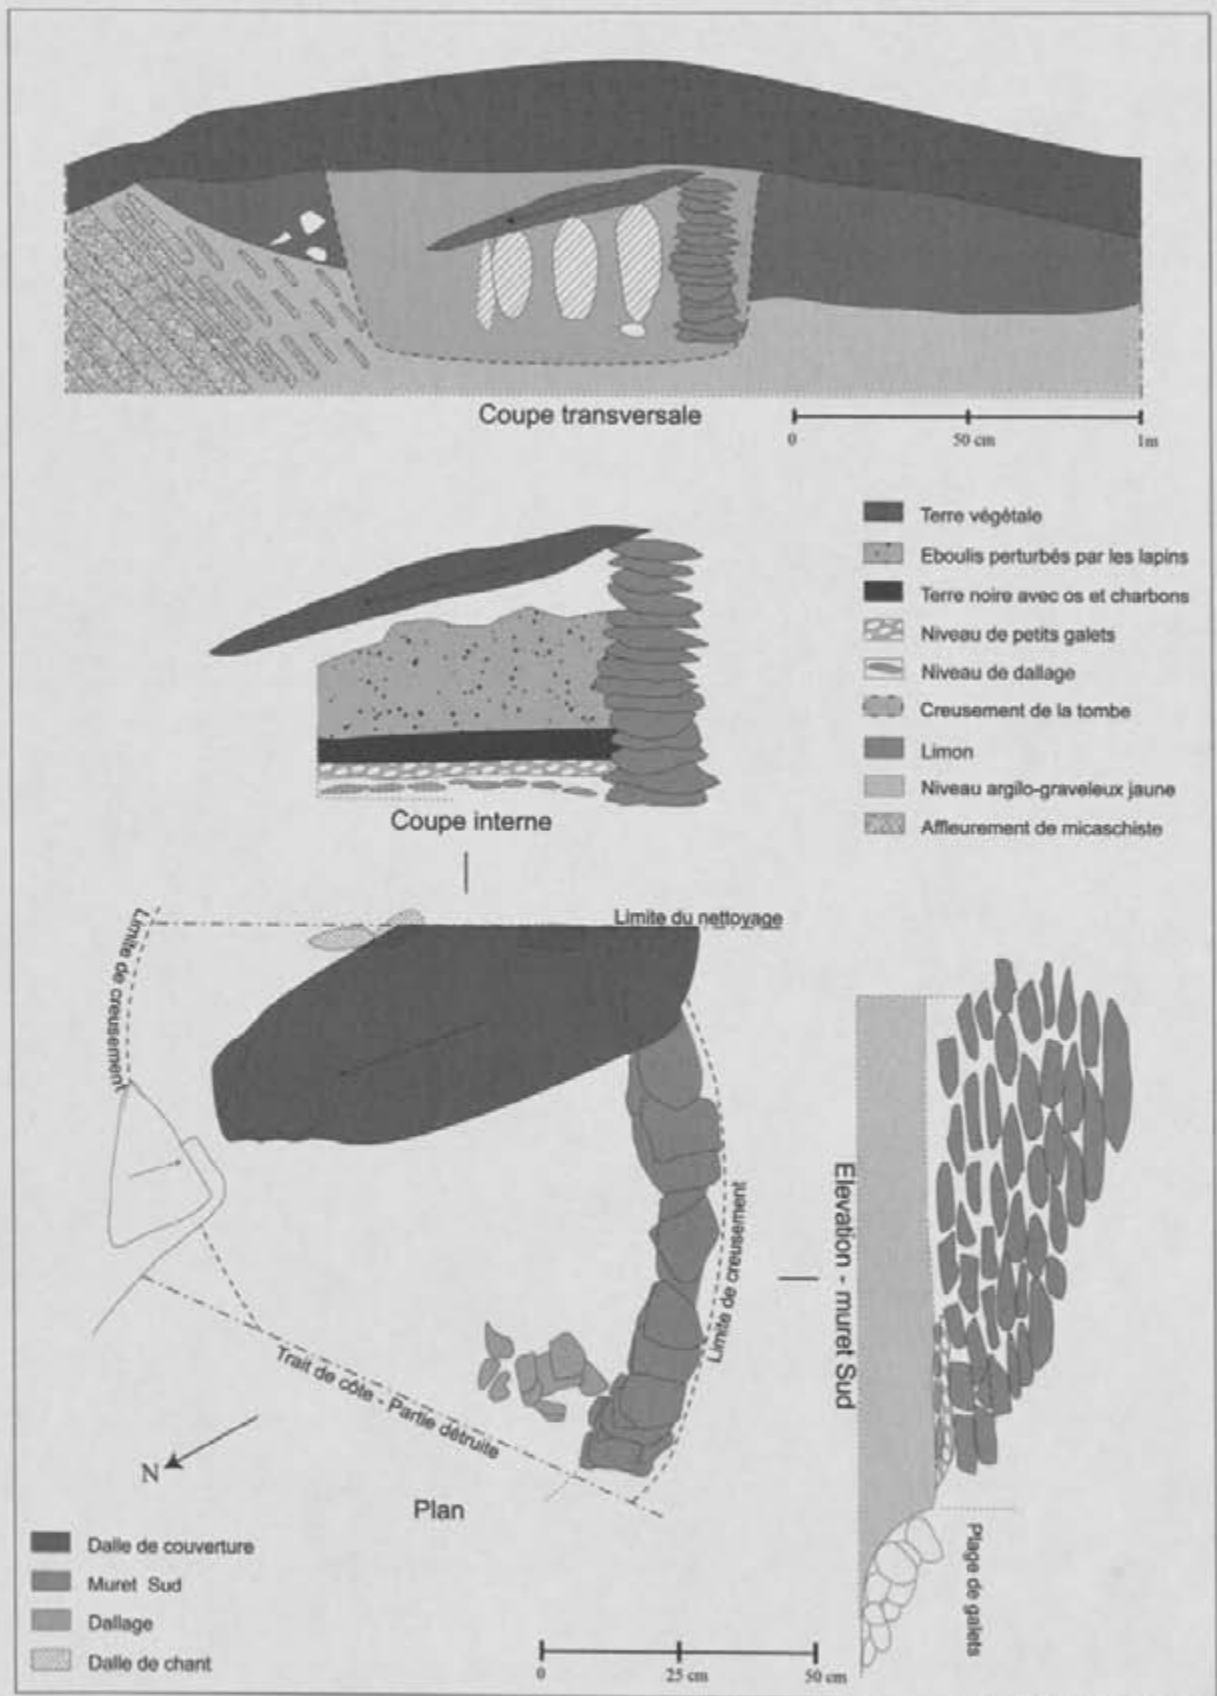 Coupe transversale
0 50 cm 1m
Terre végétale
Eboulis perturbés par les lapins
Terre noire avec os et charbons
Niveau de petits galets
Niveau de dallage
Creusement de la tombe
Limon
Niveau argilo-graveleux jaune
Affleurement de micaschiste
Coupe interne
Limite du nettoyage
Limite de creusement
Limite de creusement
Elevation - muret Sud
Trait de côte - Partie détruite
N
Plan
Plage de galets
Dalle de couverture
Muret Sud
Dallage
Dalle de chant
0 25 cm 50 cm